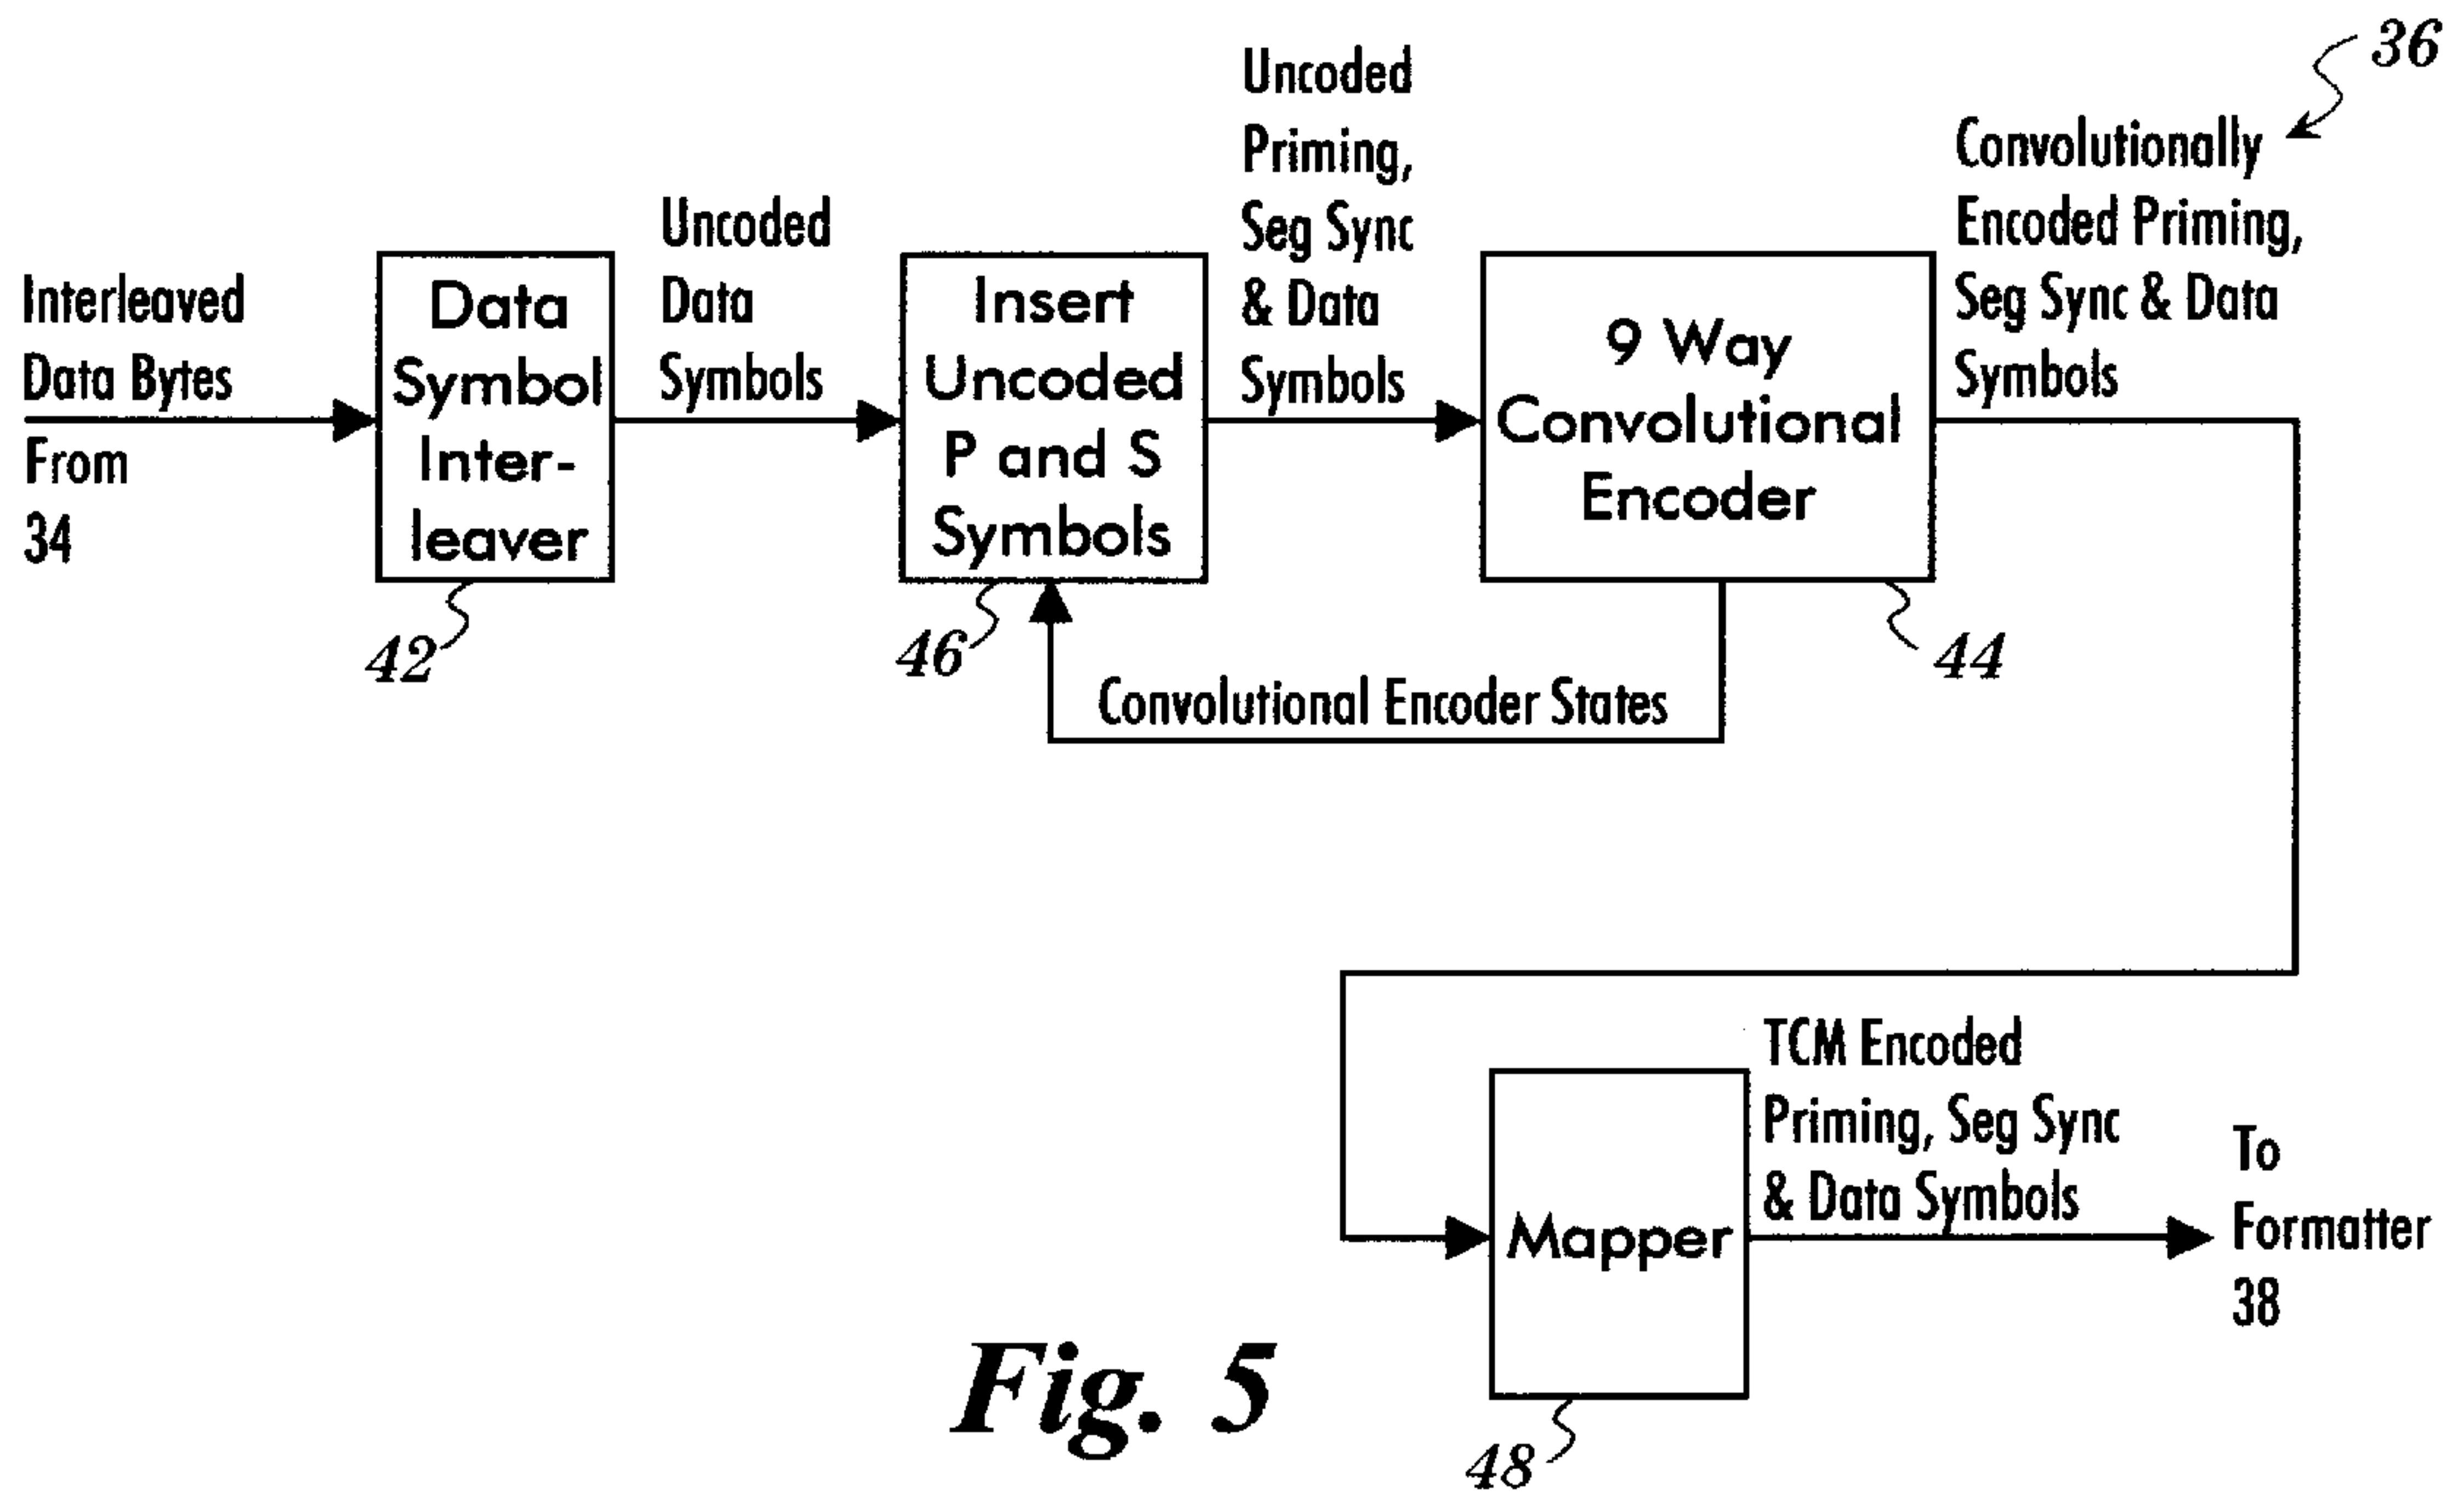 36
Interleaved
Data Bytes
From
34
Data
Symbol
Inter-
leaver
42
Uncoded
Data
Symbols
Insert
Uncoded
P and S
Symbols
46
Uncoded
Priming,
Seg Sync
& Data
Symbols
9 Way
Convolutional
Encoder
44
Convolutional Encoder States
Convolutionally
Encoded Priming,
Seg Sync & Data
Symbols
Mapper
48
TCM Encoded
Priming, Seg Sync
& Data Symbols
To
Formatter
38
Fig. 5